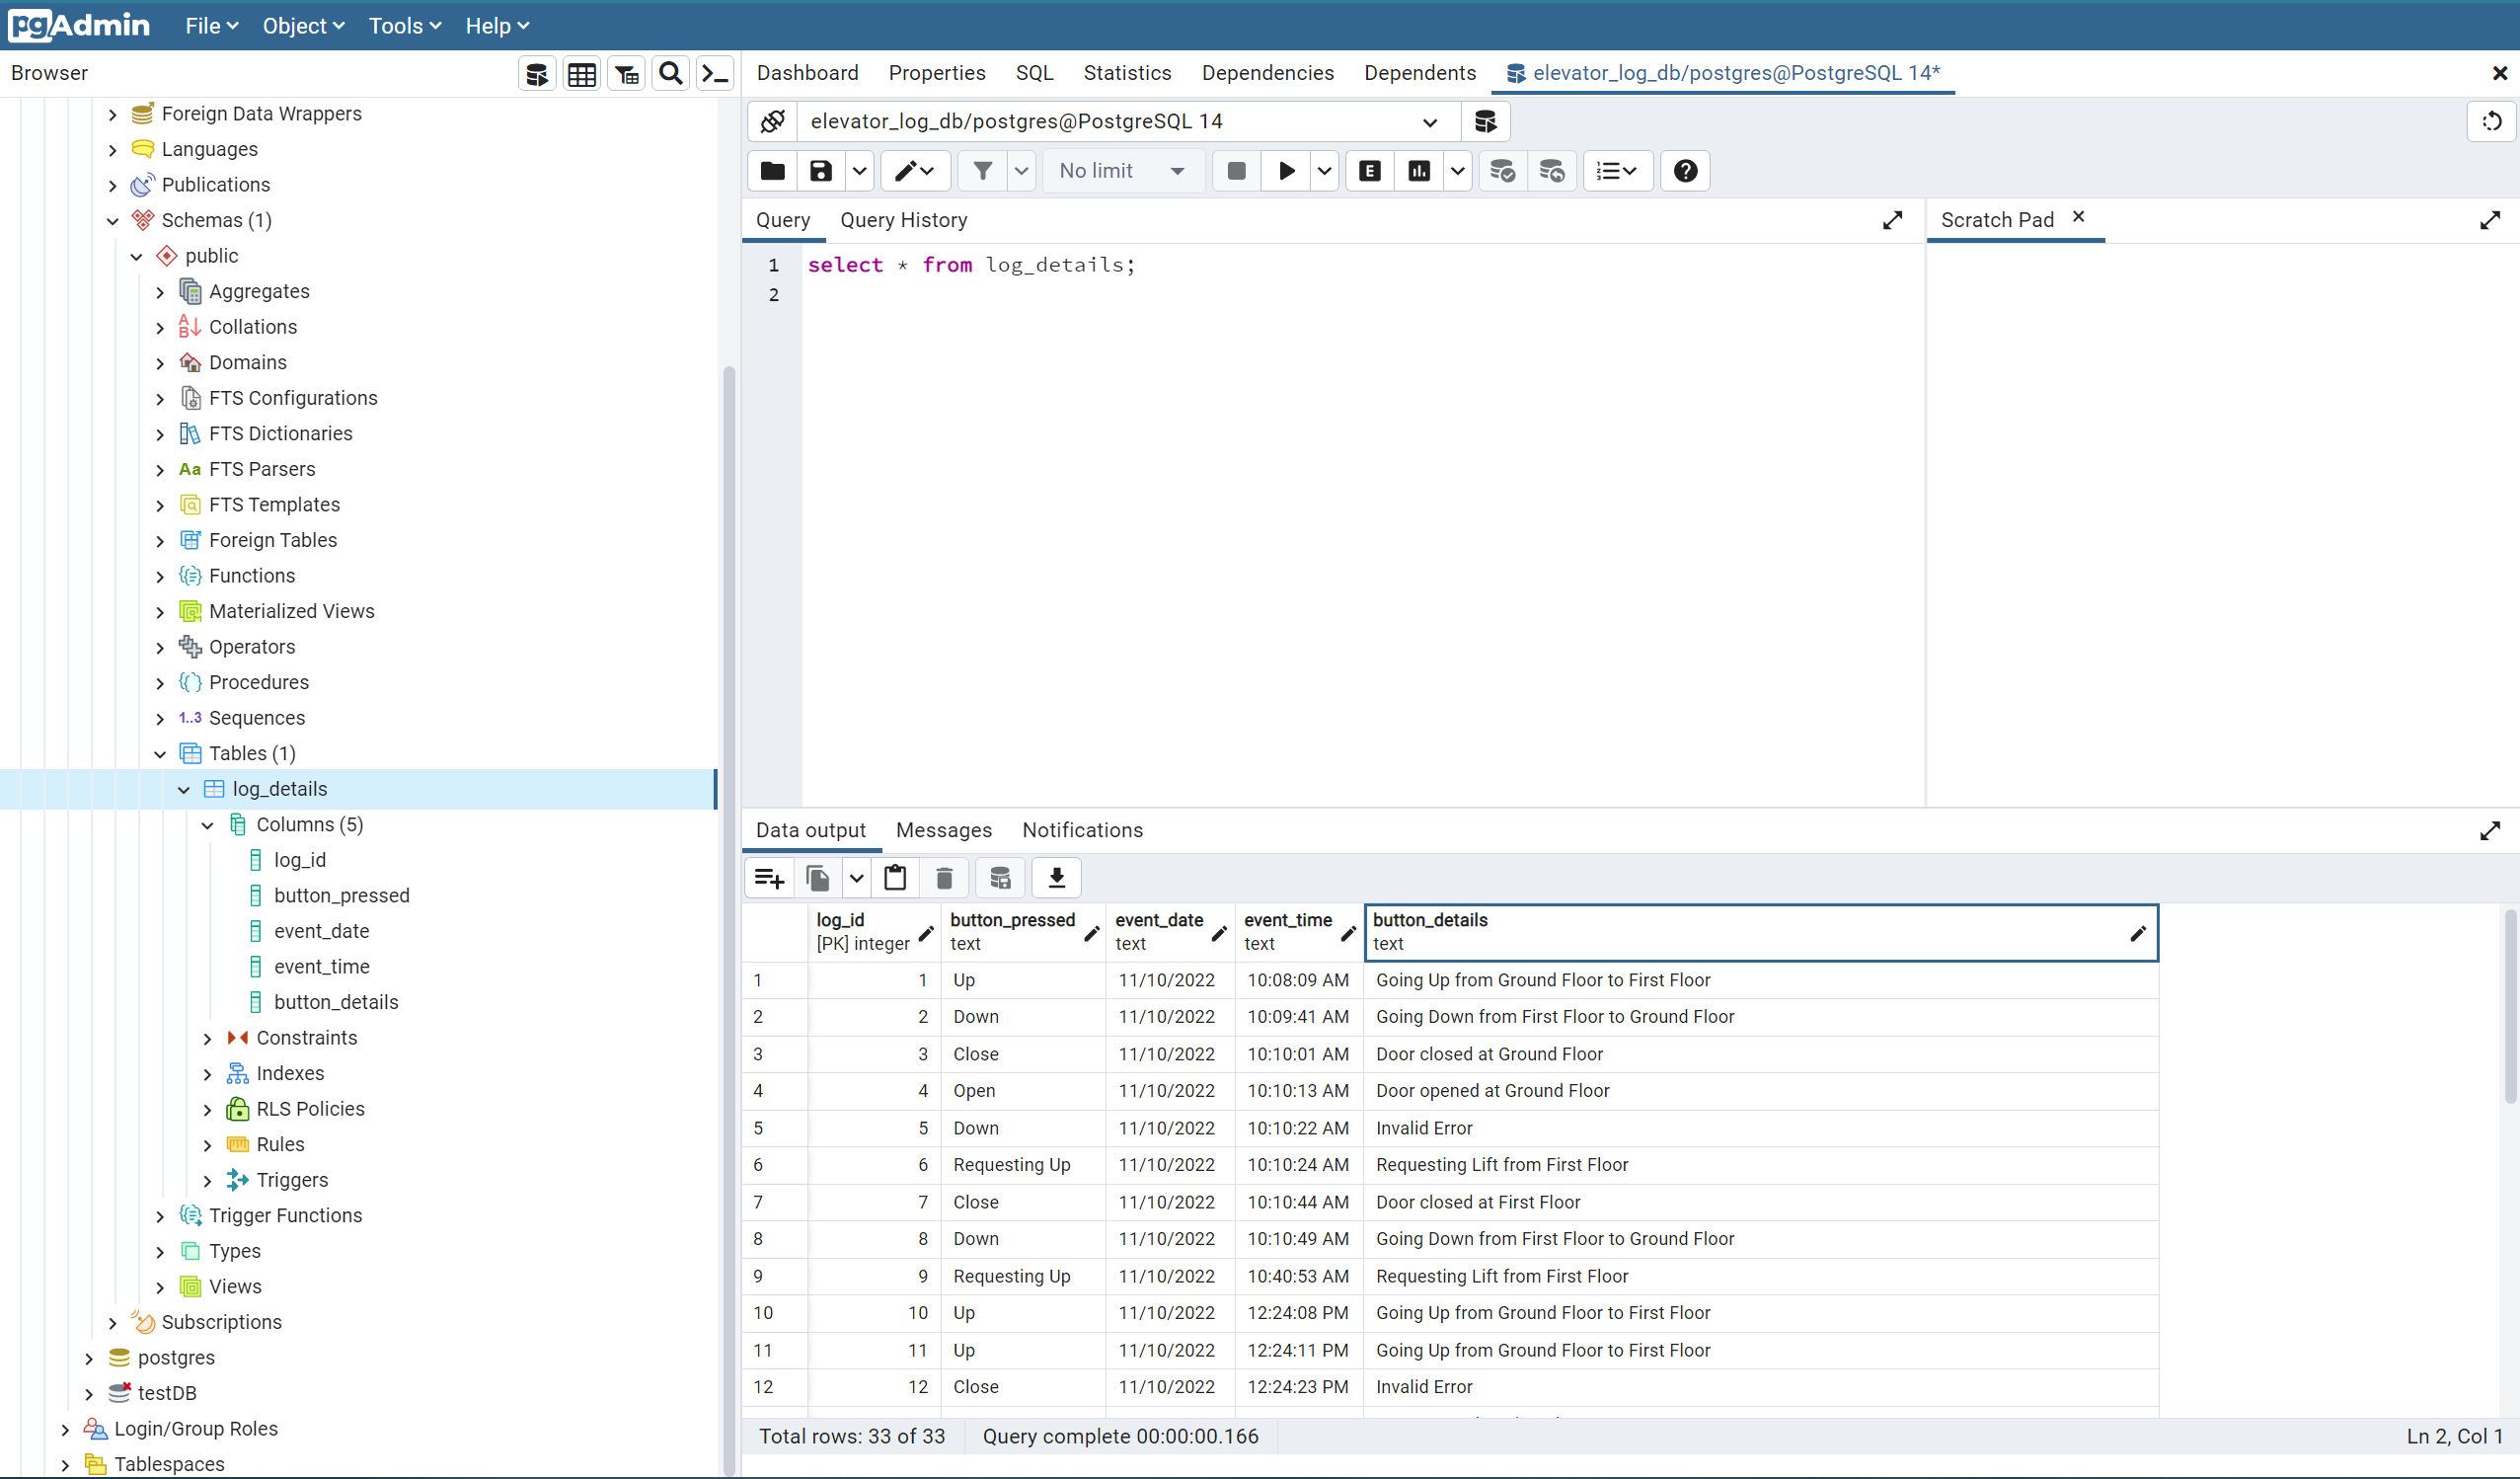 pgAdmin File Object Tools Help
Browser
Dashboard Properties SQL Statistics Dependencies Dependents elevator_log_db/postgres@PostgreSQL 14*
Foreign Data Wrappers
Languages
Publications
Schemas (1)
public
Aggregates
Collations
Domains
FTS Configurations
FTS Dictionaries
Aa FTS Parsers
FTS Templates
Foreign Tables
Functions
Materialized Views
Operators
Procedures
1..3 Sequences
Tables (1)
log_details
Columns (5)
log_id
button_pressed
event_date
event_time
button_details
Constraints
Indexes
RLS Policies
Rules
Triggers
Trigger Functions
Types
Views
Subscriptions
postgres
testDB
Login/Group Roles
Tablespaces
elevator_log_db/postgres@PostgreSQL 14
No limit E
Query Query History
Scratch Pad
1 select * from log_details;
2
Data output Messages Notifications
log_id button_pressed event_date event_time button_details
[PK] integer text text text text
1 1 Up 11/10/2022 10:08:09 AM Going Up from Ground Floor to First Floor
2 2 Down 11/10/2022 10:09:41 AM Going Down from First Floor to Ground Floor
3 3 Close 11/10/2022 10:10:01 AM Door closed at Ground Floor
4 4 Open 11/10/2022 10:10:13 AM Door opened at Ground Floor
5 5 Down 11/10/2022 10:10:22 AM Invalid Error
6 6 Requesting Up 11/10/2022 10:10:24 AM Requesting Lift from First Floor
7 7 Close 11/10/2022 10:10:44 AM Door closed at First Floor
8 8 Down 11/10/2022 10:10:49 AM Going Down from First Floor to Ground Floor
9 9 Requesting Up 11/10/2022 10:40:53 AM Requesting Lift from First Floor
10 10 Up 11/10/2022 12:24:08 PM Going Up from Ground Floor to First Floor
11 11 Up 11/10/2022 12:24:11 PM Going Up from Ground Floor to First Floor
12 12 Close 11/10/2022 12:24:23 PM Invalid Error
Total rows: 33 of 33 Query complete 00:00:00.166 Ln 2, Col 1